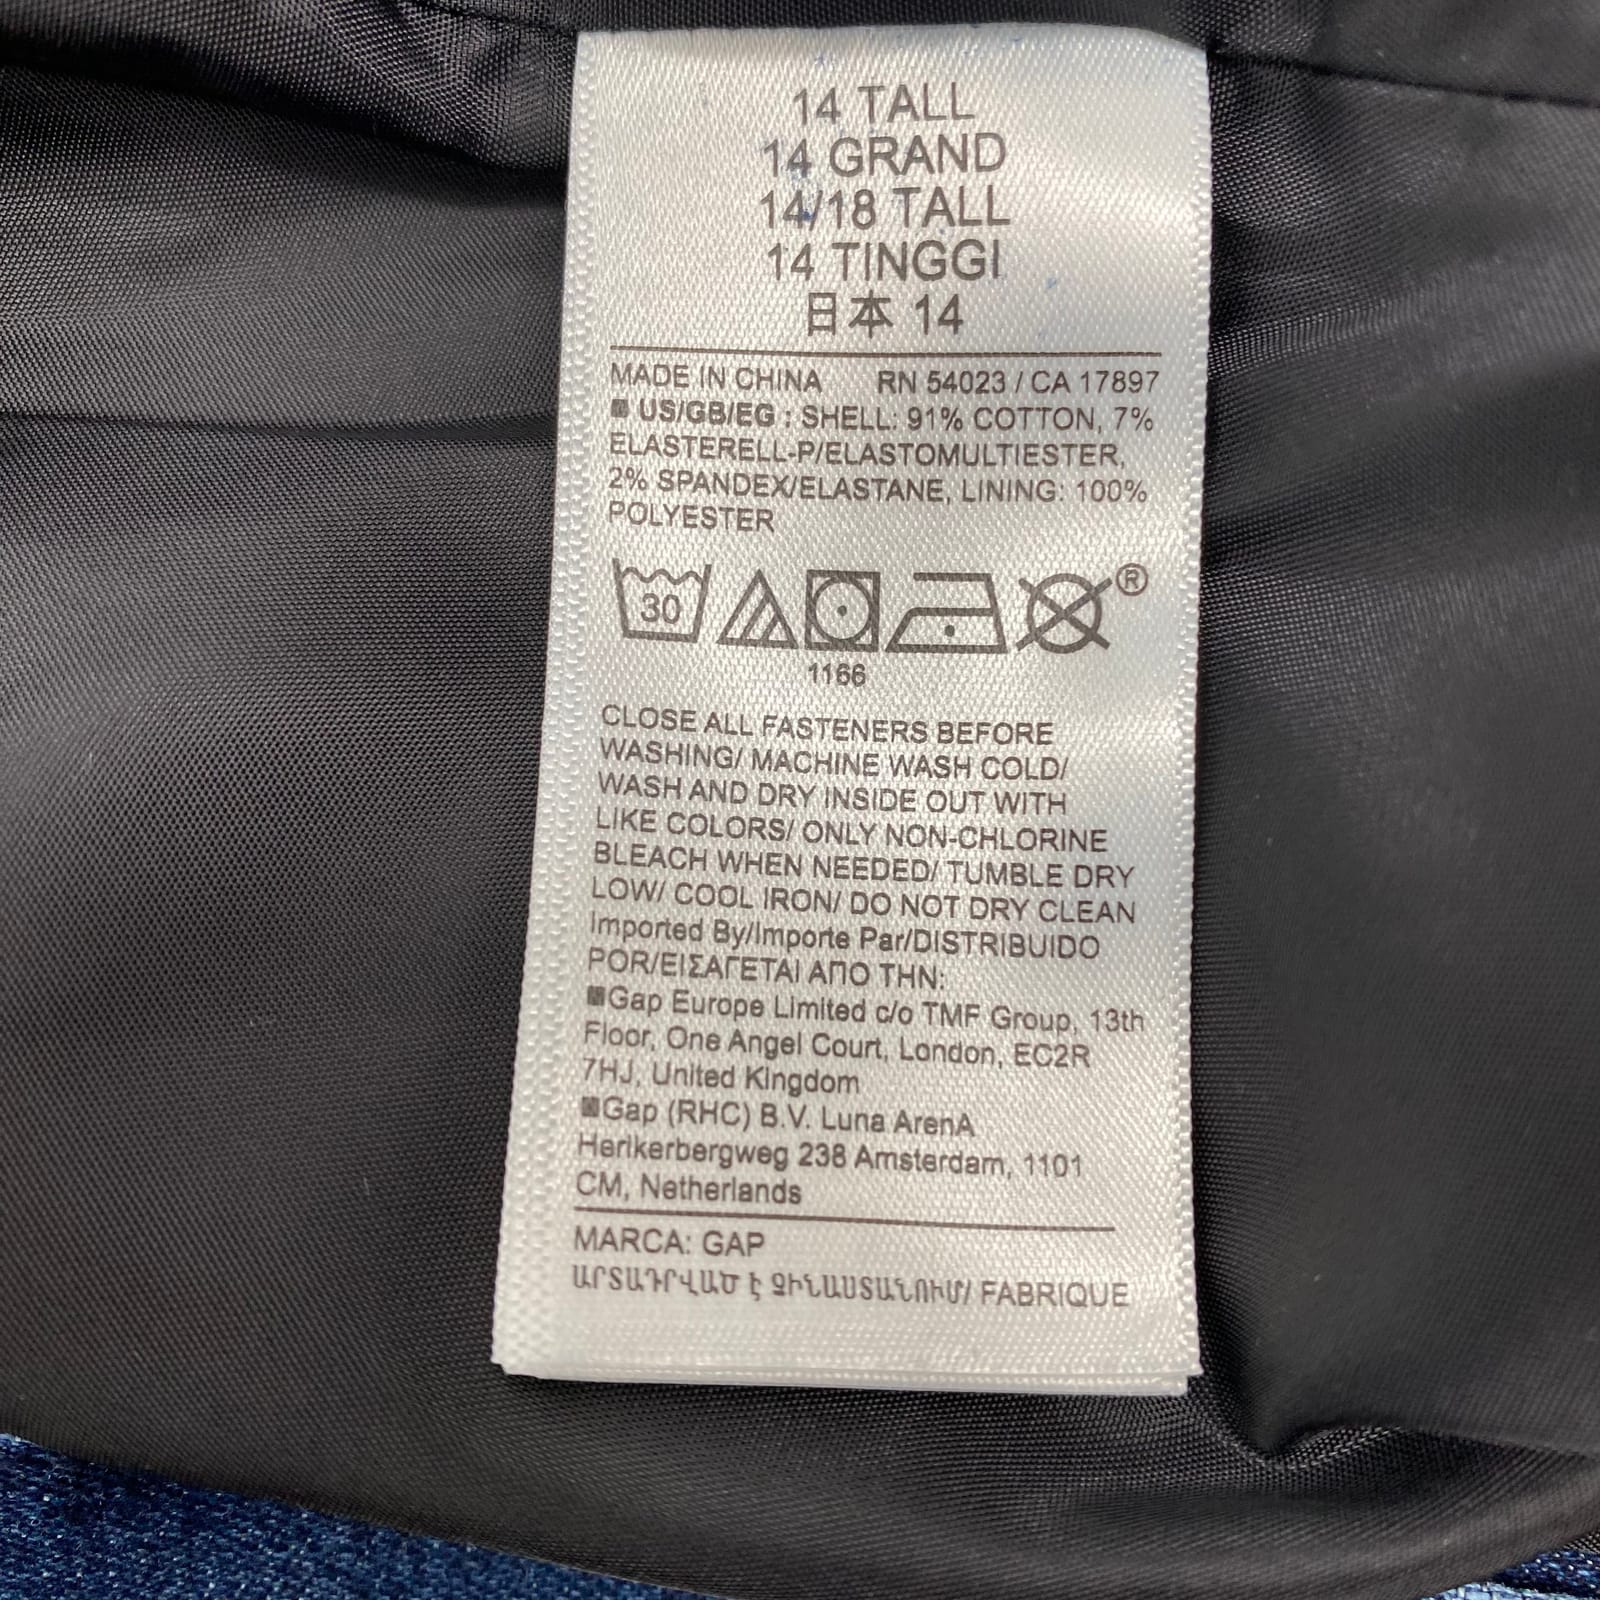 14 TALL
14 GRAND
14/18 TALL
14 TINGGI
日本 14
MADE IN CHINA RN 54023 / CA 17897
■ US/GB/EG : SHELL: 91% COTTON, 7%
ELASTERELL-P/ELASTOMULTIESTER,
2% SPANDEX/ELASTANE, LINING: 100%
POLYESTER
30
®
1166
CLOSE ALL FASTENERS BEFORE
WASHING/ MACHINE WASH COLD/
WASH AND DRY INSIDE OUT WITH
LIKE COLORS/ ONLY NON-CHLORINE
BLEACH WHEN NEEDED/ TUMBLE DRY
LOW/ COOL IRON/ DO NOT DRY CLEAN
Imported By/Importe Par/DISTRIBUIDO
POR/ΕΙΣΑΓΕΤΑΙ ΑΠΟ ΤΗΝ:
■Gap Europe Limited c/o TMF Group, 13th
Floor, One Angel Court, London, EC2R
7HJ, United Kingdom
■Gap (RHC) B.V. Luna ArenA
Herikerbergweg 238 Amsterdam, 1101
CM, Netherlands
MARCA: GAP
ԱՐՏԱԴՐՎԱԾ Է ՉԻՆԱՍՏԱՆՈՒՄ/ FABRIQUE